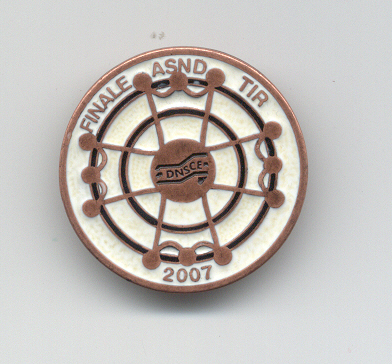 FINALE ASND TIR
DNSCE
2007